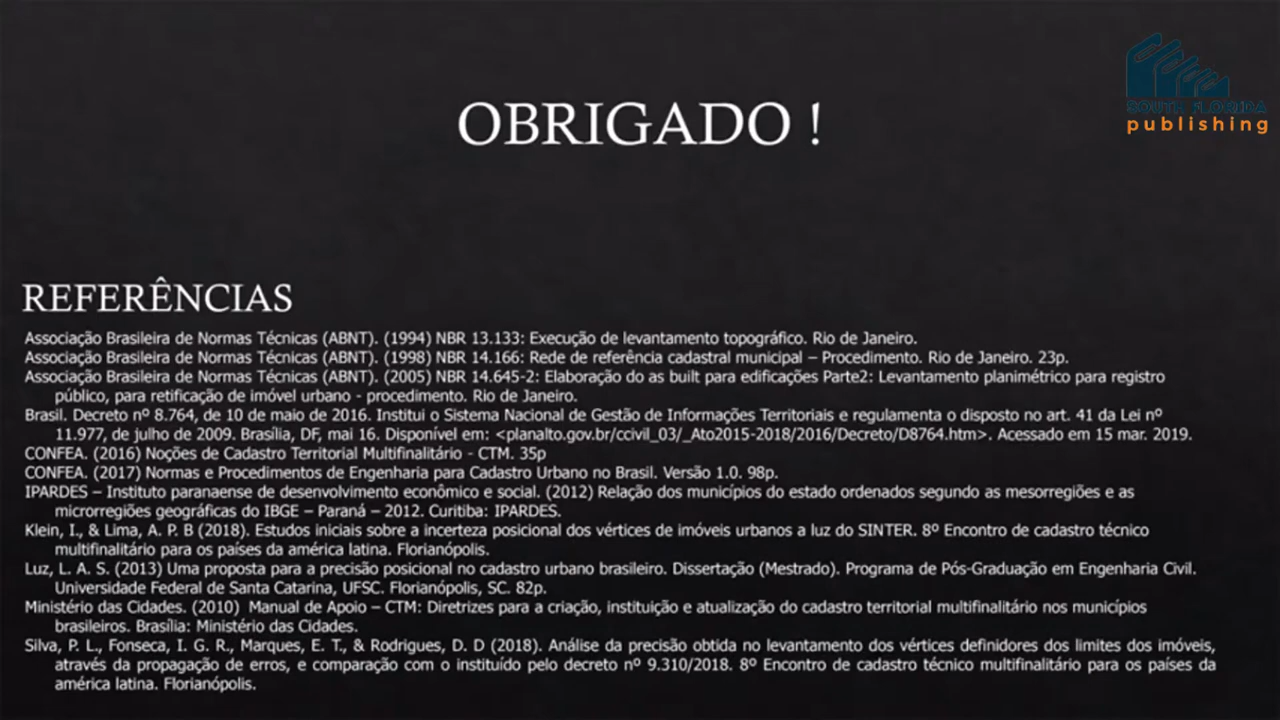 SOUTH FLORIDA
publishing
OBRIGADO !
REFERÊNCIAS
Associação Brasileira de Normas Técnicas (ABNT). (1994) NBR 13.133: Execução de levantamento topográfico. Rio de Janeiro.
Associação Brasileira de Normas Técnicas (ABNT). (1998) NBR 14.166: Rede de referência cadastral municipal – Procedimento. Rio de Janeiro. 23p.
Associação Brasileira de Normas Técnicas (ABNT). (2005) NBR 14.645-2: Elaboração do as built para edificações Parte2: Levantamento planimétrico para registro
público, para retificação de imóvel urbano - procedimento. Rio de Janeiro.
Brasil. Decreto nº 8.764, de 10 de maio de 2016. Institui o Sistema Nacional de Gestão de Informações Territoriais e regulamenta o disposto no art. 41 da Lei nº
11.977, de julho de 2009. Brasília, DF, mai 16. Disponível em: <planalto.gov.br/ccivil_03/_Ato2015-2018/2016/Decreto/D8764.htm>. Acessado em 15 mar. 2019.
CONFEA. (2016) Noções de Cadastro Territorial Multifinalitário - CTM. 35p
CONFEA. (2017) Normas e Procedimentos de Engenharia para Cadastro Urbano no Brasil. Versão 1.0. 98p.
IPARDES – Instituto paranaense de desenvolvimento econômico e social. (2012) Relação dos municípios do estado ordenados segundo as mesorregiões e as
microrregiões geográficas do IBGE – Paraná – 2012. Curitiba: IPARDES.
Klein, I., & Lima, A. P. B (2018). Estudos iniciais sobre a incerteza posicional dos vértices de imóveis urbanos a luz do SINTER. 8º Encontro de cadastro técnico
multifinalitário para os países da américa latina. Florianópolis.
Luz, L. A. S. (2013) Uma proposta para a precisão posicional no cadastro urbano brasileiro. Dissertação (Mestrado). Programa de Pós-Graduação em Engenharia Civil.
Universidade Federal de Santa Catarina, UFSC. Florianópolis, SC. 82p.
Ministério das Cidades. (2010) Manual de Apoio – CTM: Diretrizes para a criação, instituição e atualização do cadastro territorial multifinalitário nos municípios
brasileiros. Brasília: Ministério das Cidades.
Silva, P. L., Fonseca, I. G. R., Marques, E. T., & Rodrigues, D. D (2018). Análise da precisão obtida no levantamento dos vértices definidores dos limites dos imóveis,
através da propagação de erros, e comparação com o instituído pelo decreto nº 9.310/2018. 8º Encontro de cadastro técnico multifinalitário para os países da
américa latina. Florianópolis.